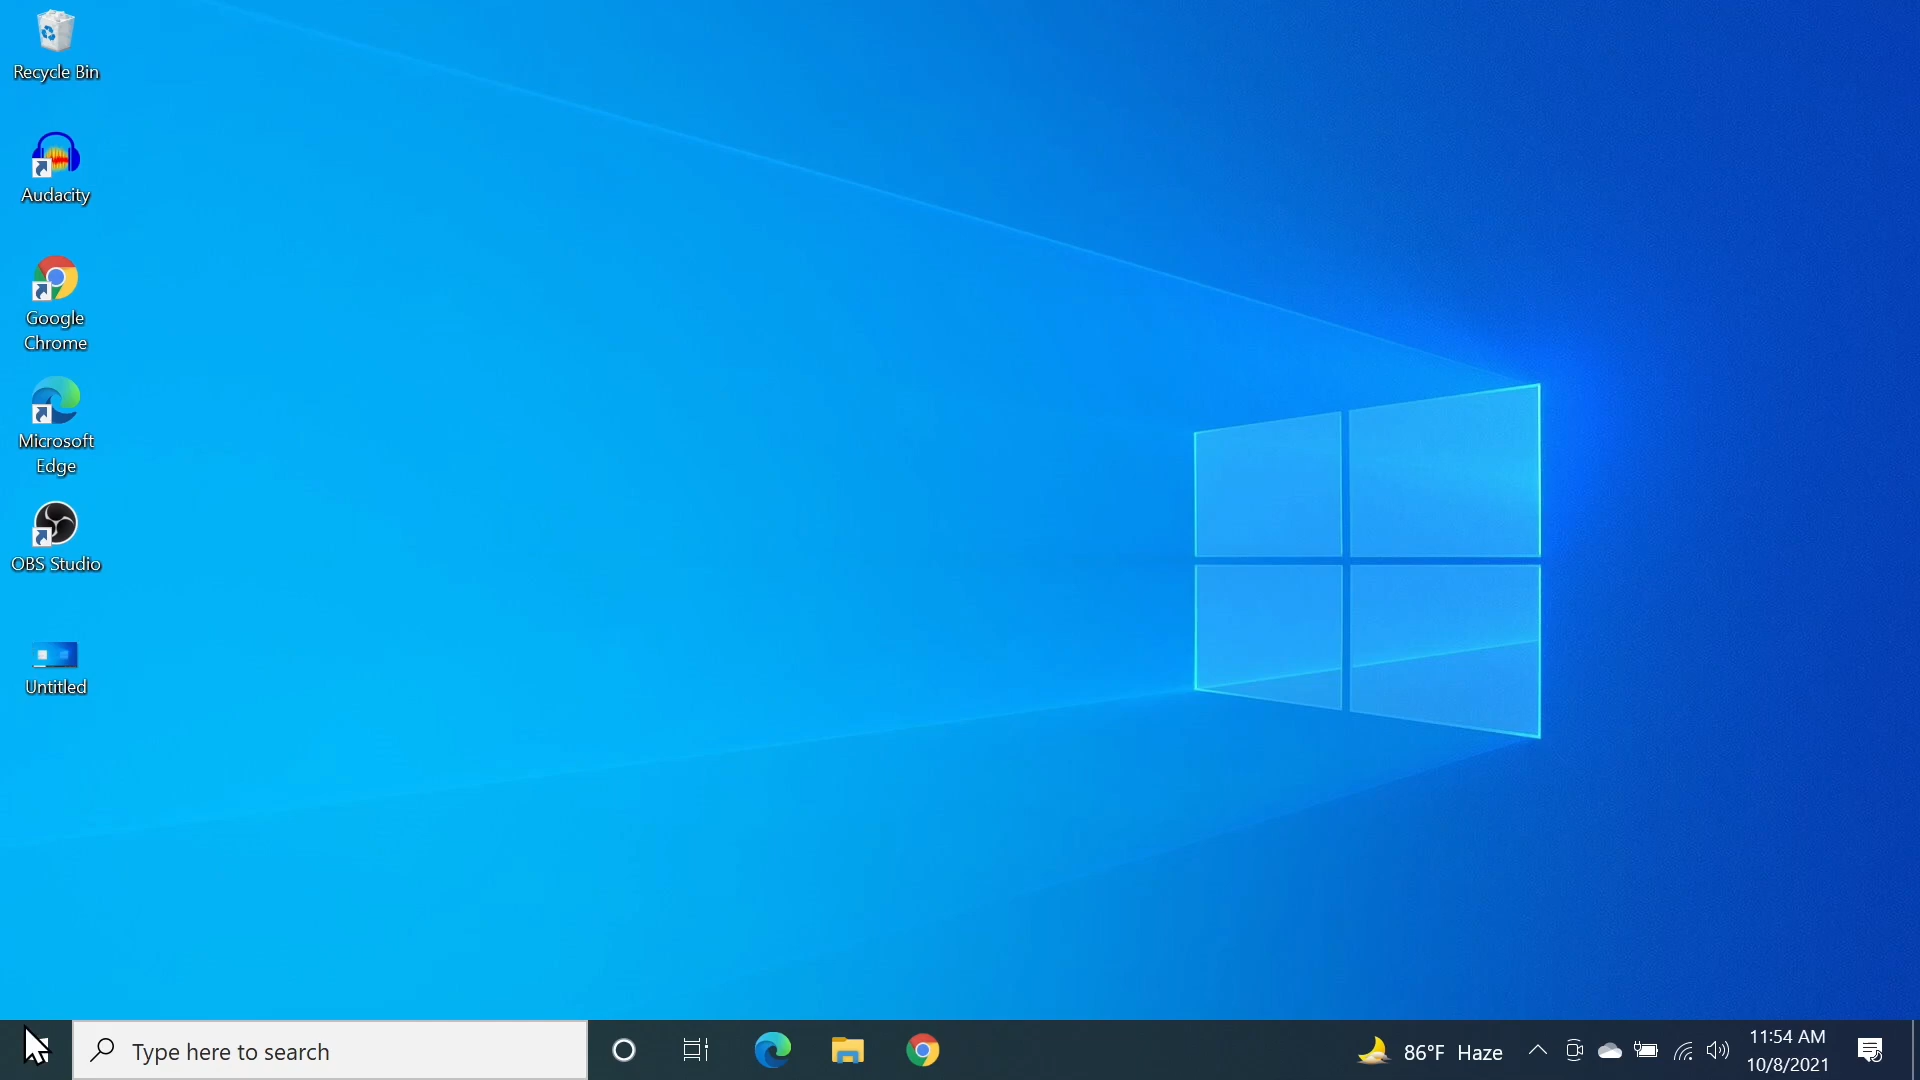 Recycle Bin
Audacity
Google
Chrome
Microsoft
Edge
OBS Studio
Untitled
Type here to search
86°F Haze
11:54 AM
10/8/2021